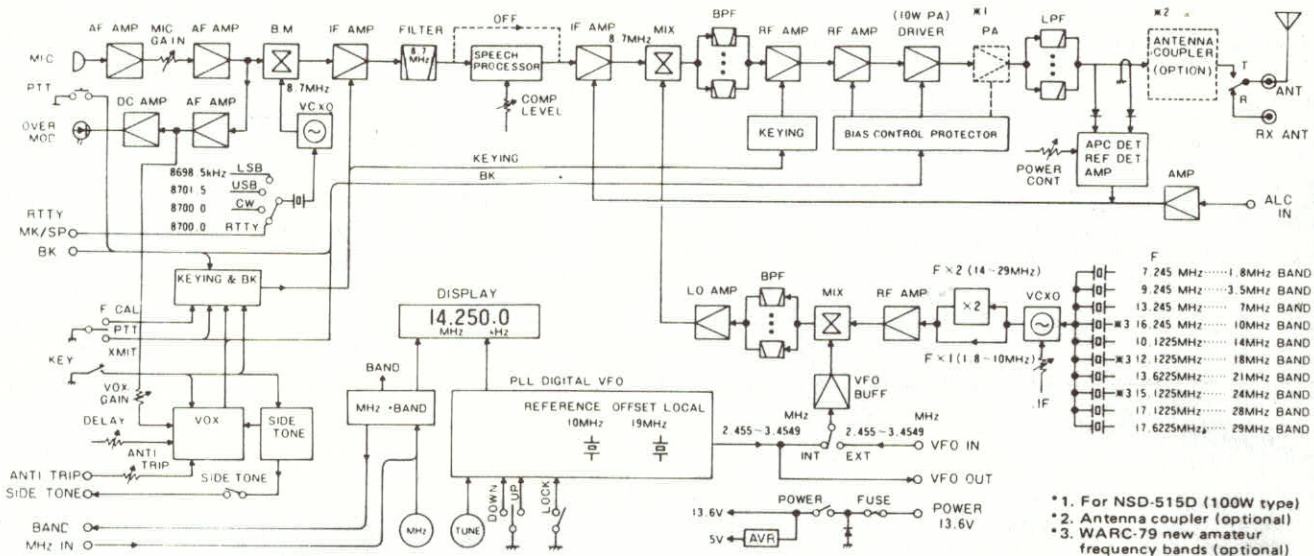 AF AMP
MIC GAIN
AF AMP
B.M
IF AMP
FILTER
OFF
IF AMP
MIX
BPF
RF AMP
RF AMP
(10W PA)
DRIVER
*1
PA
LPF
*2
MIC
8.7 MHz
SPEECH PROCESSOR
8.7MHz
ANTENNA COUPLER (OPTION)
T
R
ANT
RX ANT
PTT
DC AMP
AF AMP
8.7MHz
VCXO
COMP LEVEL
KEYING
BIAS CONTROL PROTECTOR
OVER MOD
KEYING
BK
POWER CONT
APC DET
REF DET
AMP
AMP
ALC IN
8698.5kHz LSB
8701.5 USB
8700.0 CW
8700.0 RTTY
RTTY
MK/SP
BK
KEYING & BK
F CAL
PTT
XMIT
KEY
DISPLAY
14.250.0
MHz kHz
LO AMP
BPF
MIX
RF AMP
F×2 (14~29MHz)
×2
F×1 (1.8~10MHz)
VCXO
F
7.245 MHz······1.8MHz BAND
9.245 MHz······3.5MHz BAND
13.245 MHz······7MHz BAND
*3 16.245 MHz······10MHz BAND
10.1225MHz······14MHz BAND
*3 12.1225MHz······18MHz BAND
13.6225MHz······21MHz BAND
*3 15.1225MHz······24MHz BAND
17.1225MHz······28MHz BAND
17.6225MHz······29MHz BAND
VOX GAIN
DELAY
VOX
SIDE TONE
ANTI TRIP
ANTI TRIP
SIDE TONE
SIDE TONE
BAND
MHz IN
BAND
MHz·BAND
MHz
PLL DIGITAL VFO
REFERENCE OFFSET LOCAL
10MHz 19MHz
TUNE
DOWN
UP
LOCK
VFO BUFF
MHz
2.455~3.4549
INT
EXT
MHz
2.455~3.4549
VFO IN
VFO OUT
13.6V
5V
AVR
POWER
FUSE
POWER
13.6V
*1. For NSD-515D (100W type)
*2. Antenna coupler (optional)
*3. WARC-79 new amateur
frequency bands (optional)